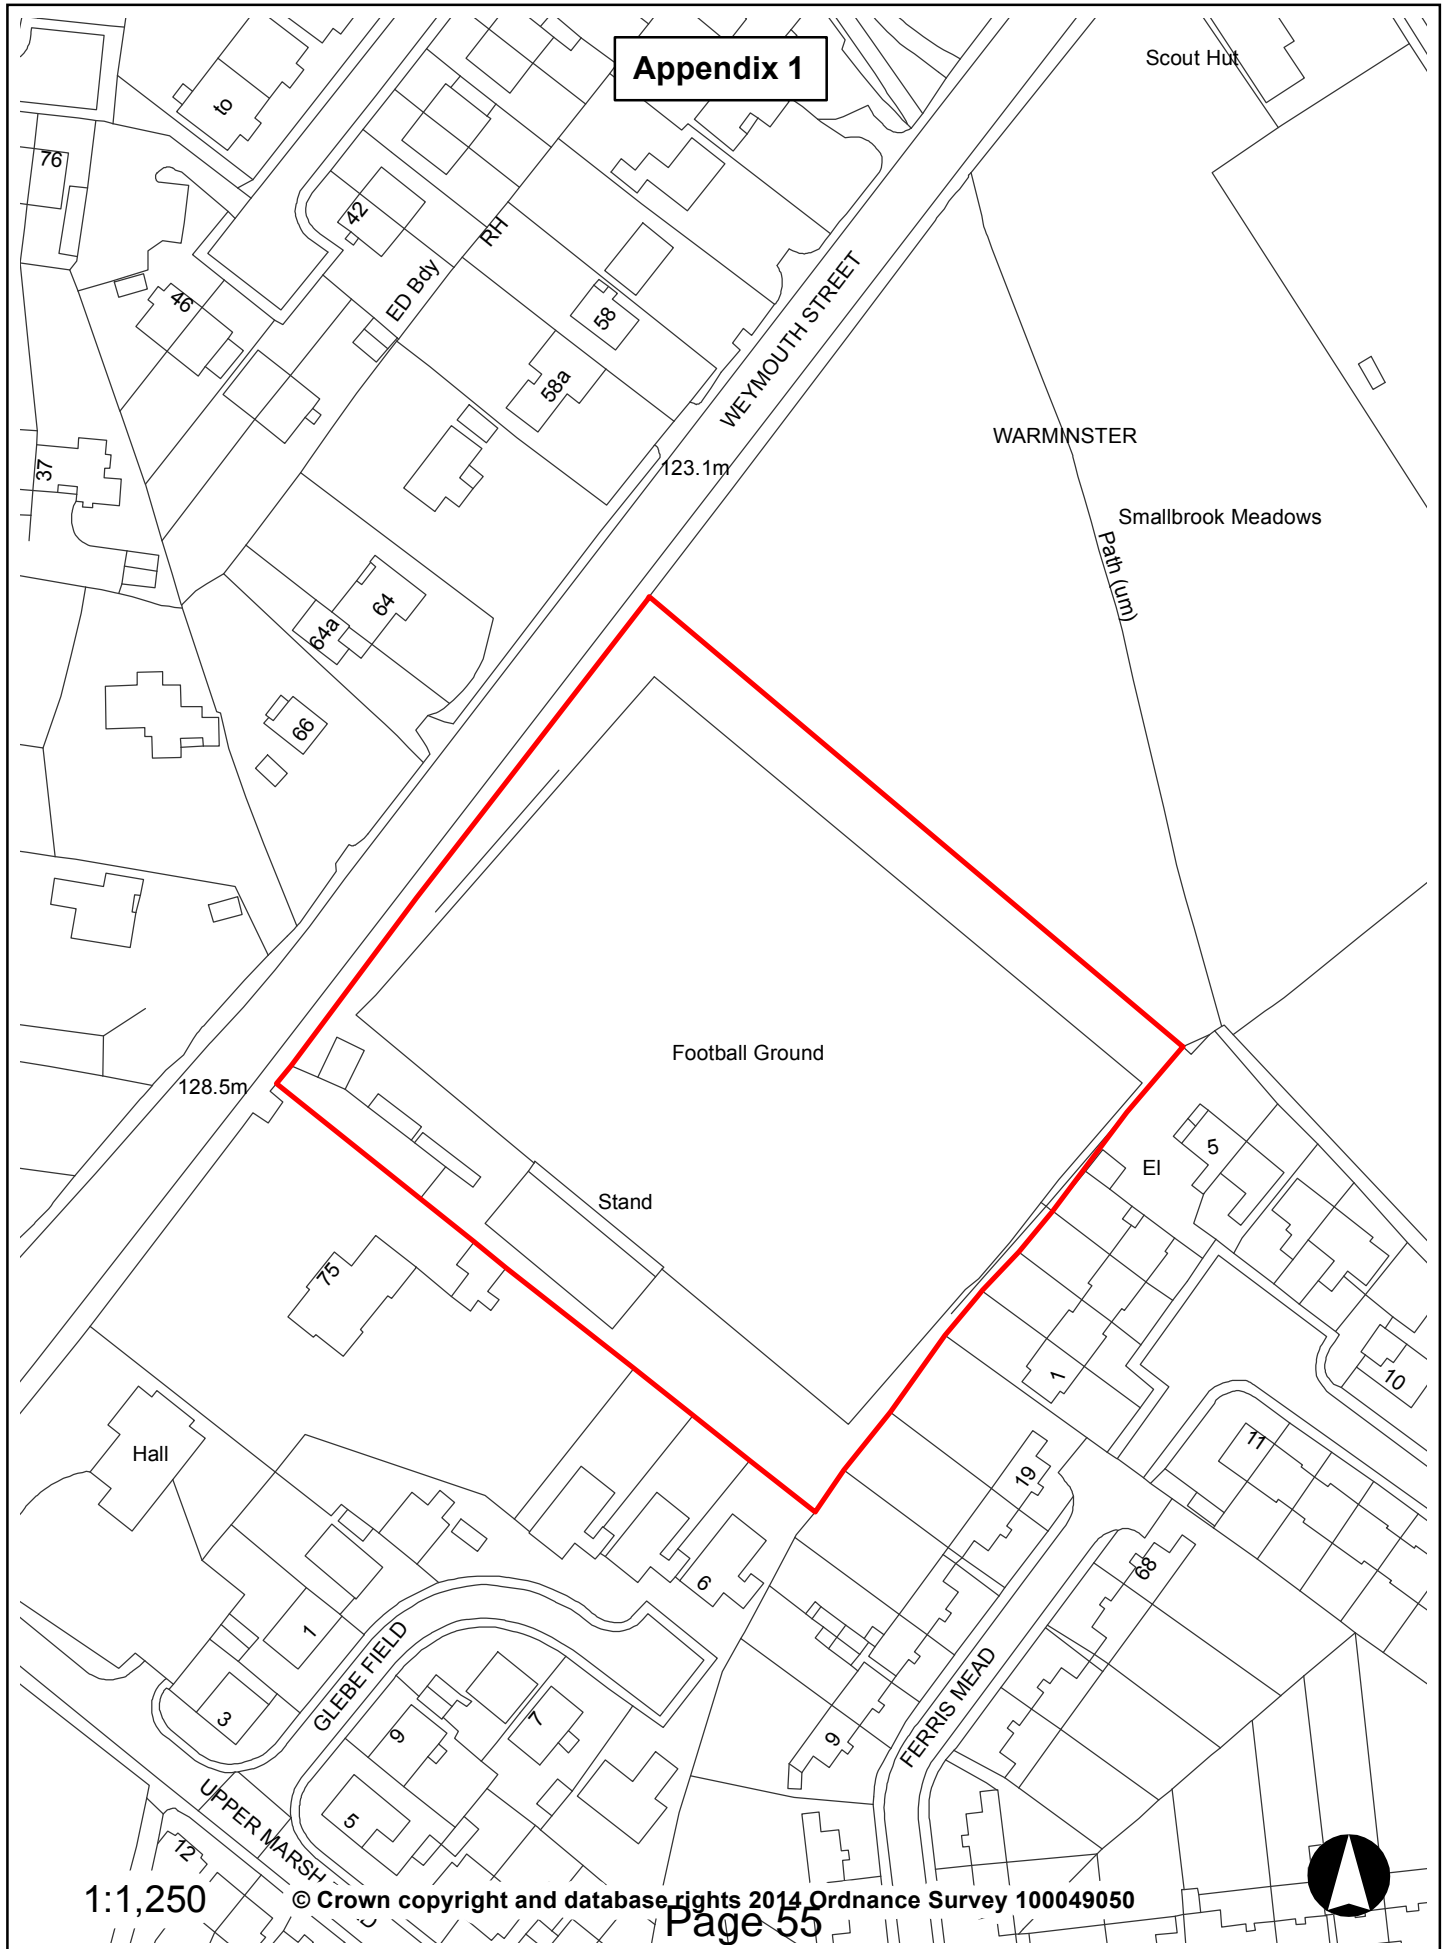 Appendix 1
Scout Hut
to
76
42
RH
ED Bdy
46
58
WEYMOUTH STREET
58a
WARMINSTER
37
123.1m
Smallbrook Meadows
Path (um)
64
64a
66
Football Ground
128.5m
5
El
Stand
75
1
10
Hall
11
19
68
6
1
GLEBE FIELD
FERRIS MEAD
3
9
7
9
5
UPPER MARSH
12
1:1,250
© Crown copyright and database rights 2014 Ordnance Survey 100049050
Page 55